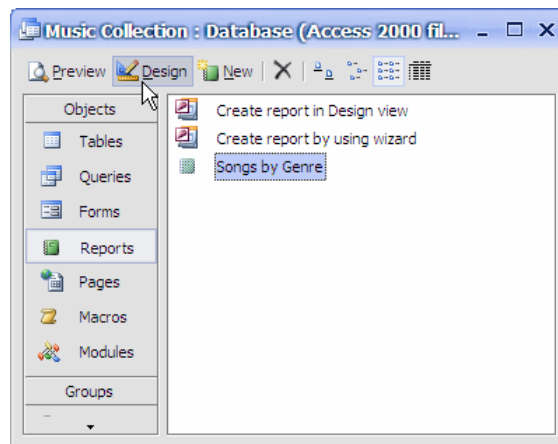 Music Collection : Database (Access 2000 fil...
Preview Design New
Objects
Tables
Queries
Forms
Reports
Pages
Macros
Modules
Groups
Create report in Design view
Create report by using wizard
Songs by Genre